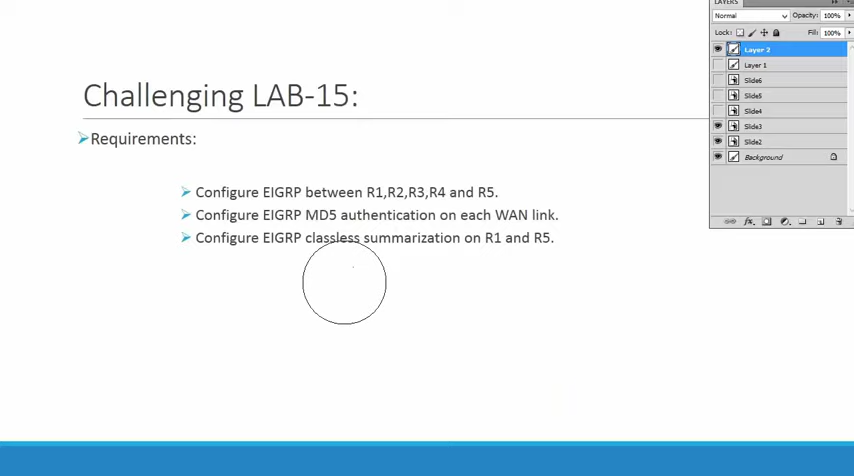 LAYERS
Normal Opacity: 100%
Lock: Fill: 100%
Layer 2
Layer 1
Slide6
Slide5
Slide4
Slide3
Slide2
Background
fx.
Challenging LAB-15:
Requirements:
Configure EIGRP between R1,R2,R3,R4 and R5.
Configure EIGRP MD5 authentication on each WAN link.
Configure EIGRP classless summarization on R1 and R5.